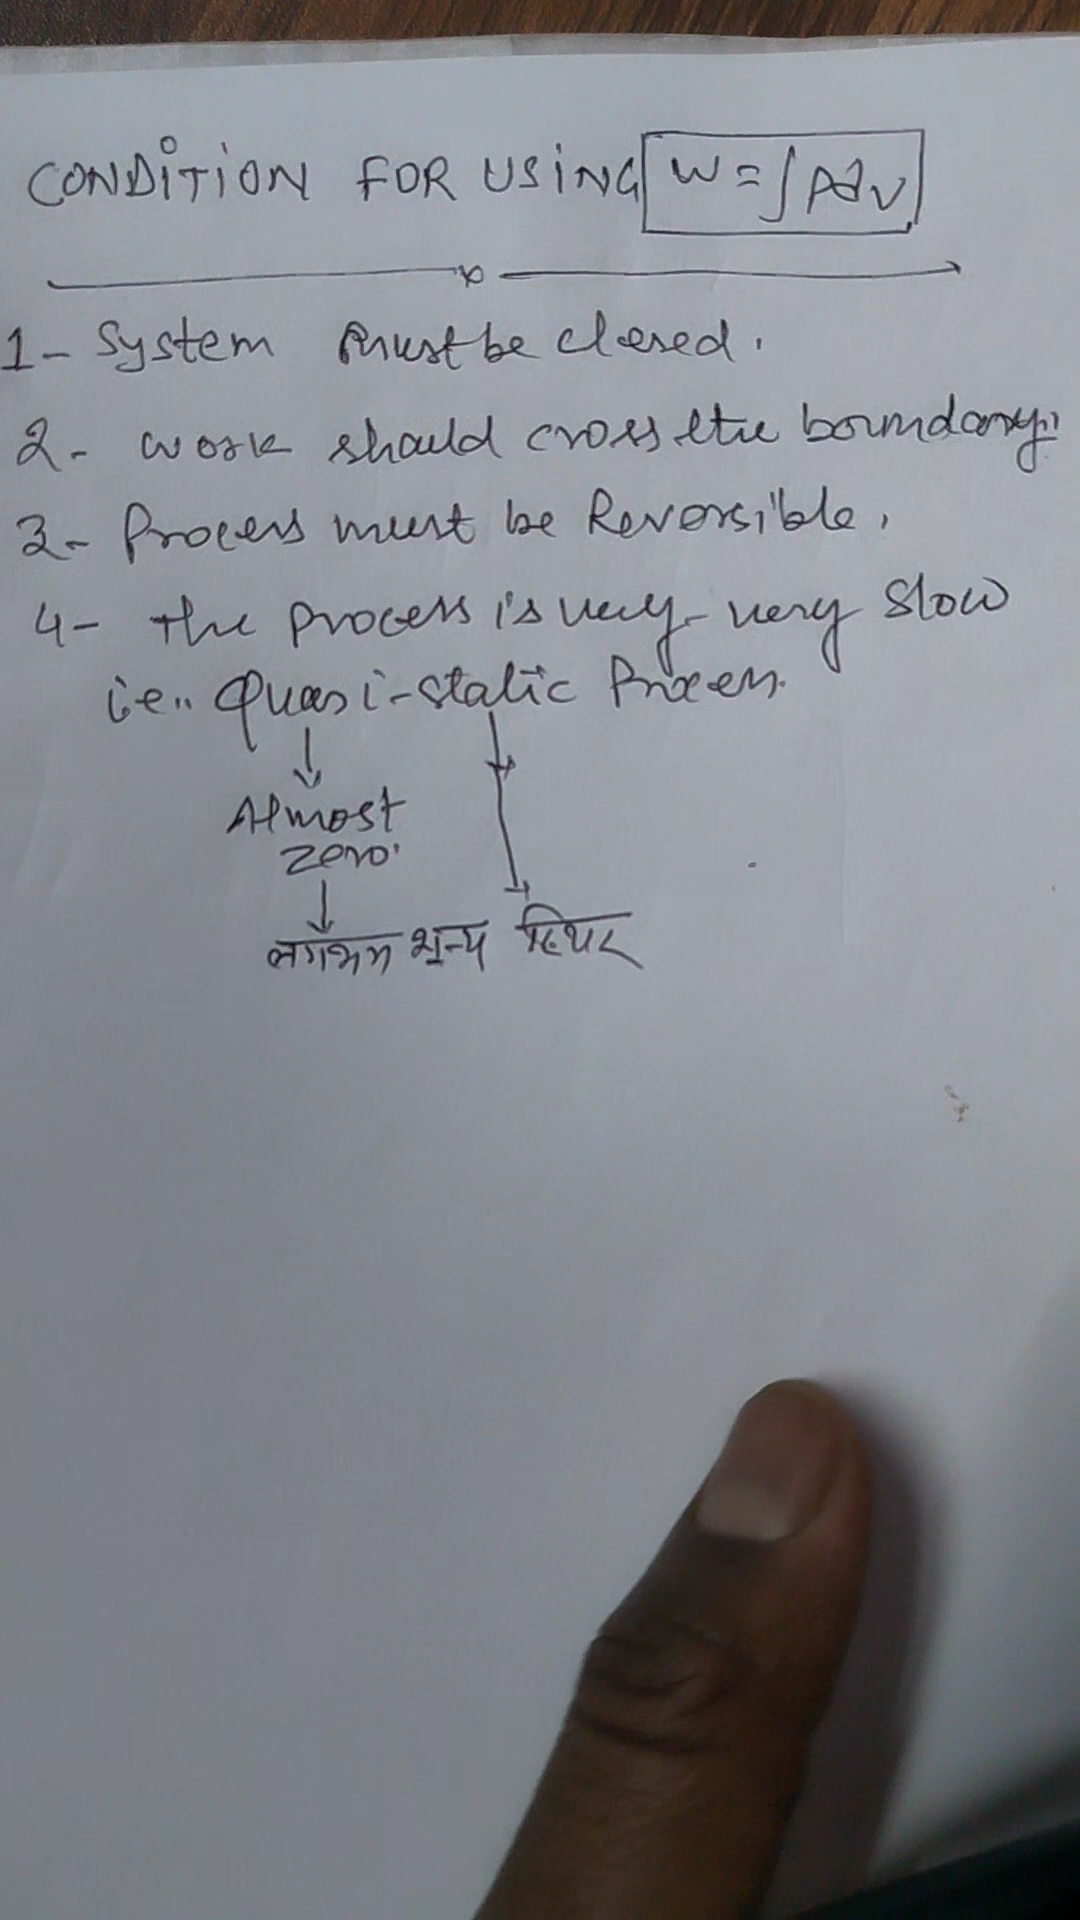 CONDITION FOR USING W = ∫PdV
1- System must be closed.
2- work should cross the boundary.
3- Process must be Reversible.
4- the process is very-very slow
i.e.. Quasi-static Process.
Almost
zero.
लगभग शून्य स्थिर